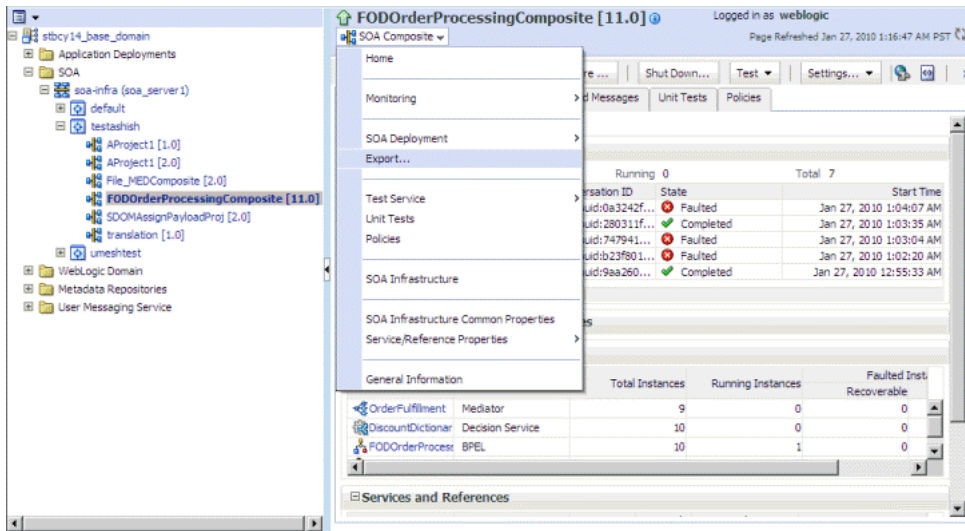 FODOrderProcessingComposite [11.0]
Logged in as weblogic
SOA Composite
Page Refreshed Jan 27, 2010 1:16:47 AM PST
stbcy14_base_domain
Application Deployments
SOA
soa-infra (soa_server1)
default
testashish
AProject1 [1.0]
AProject1 [2.0]
File_MEDComposite [2.0]
FODOrderProcessingComposite [11.0]
SDOMAssignPayloadProj [2.0]
translation [1.0]
umeshtest
WebLogic Domain
Metadata Repositories
User Messaging Service
Home
Monitoring
SOA Deployment
Export...
Test Service
Unit Tests
Policies
SOA Infrastructure
SOA Infrastructure Common Properties
Service/Reference Properties
General Information
re ... Shut Down... Test Settings...
d Messages Unit Tests Policies
Running 0 Total 7
rsation ID State Start Time
uid:0a3242f... Faulted Jan 27, 2010 1:04:07 AM
uid:280311f... Completed Jan 27, 2010 1:03:35 AM
uid:747941... Faulted Jan 27, 2010 1:03:04 AM
uid:b23f801... Faulted Jan 27, 2010 1:02:20 AM
uid:9aa260... Completed Jan 27, 2010 12:55:33 AM
es
Total Instances Running Instances Faulted Inst
Recoverable
OrderFulfillment Mediator 9 0 0
DiscountDictionar Decision Service 10 0 0
FODOrderProcess BPEL 10 1 0
Services and References